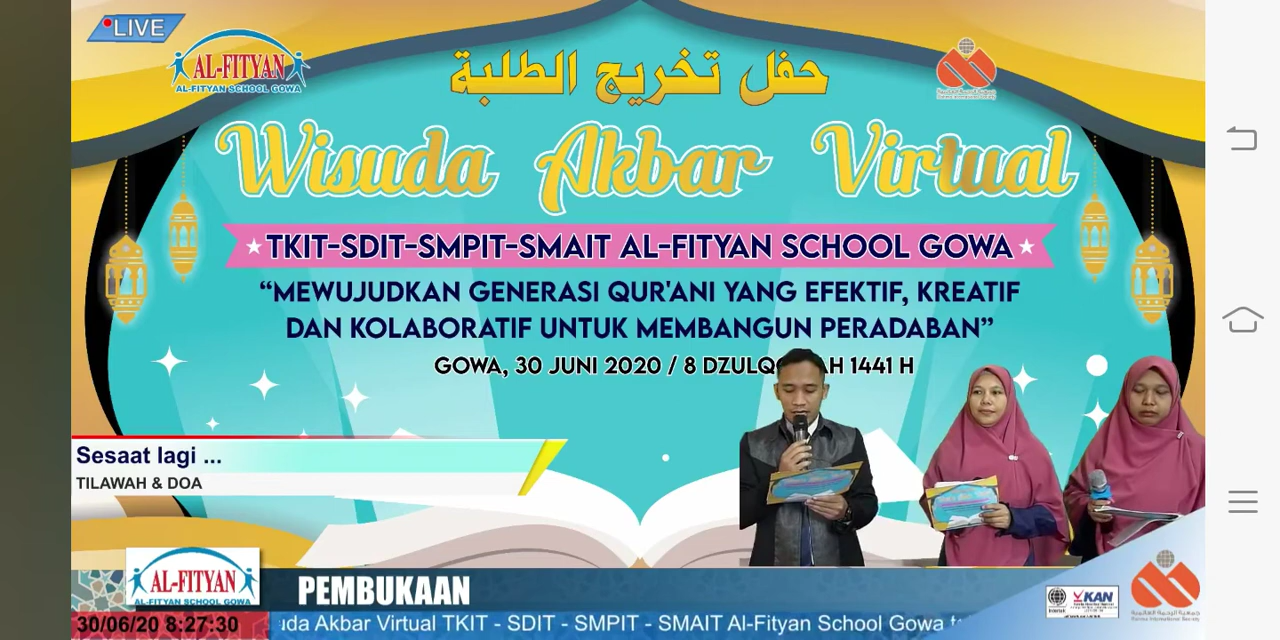 LIVE
AL-FITYAN
AL-FITYAN SCHOOL GOWA
حفل تخريج الطلبة
Wisuda Akbar Virtual
TKIT-SDIT-SMPIT-SMAIT AL-FITYAN SCHOOL GOWA
“MEWUJUDKAN GENERASI QUR'ANI YANG EFEKTIF, KREATIF
DAN KOLABORATIF UNTUK MEMBANGUN PERADABAN”
GOWA, 30 JUNI 2020 / 8 1441 H
Sesaat lagi ...
TILAWAH & DOA
AL-FITYAN
AL-FITYAN SCHOOL GOWA
PEMBUKAAN
KAN
30/06/20 8:27:30
uda Akbar Virtual TKIT - SDIT - SMPIT - SMAIT Al-Fityan School Gowa